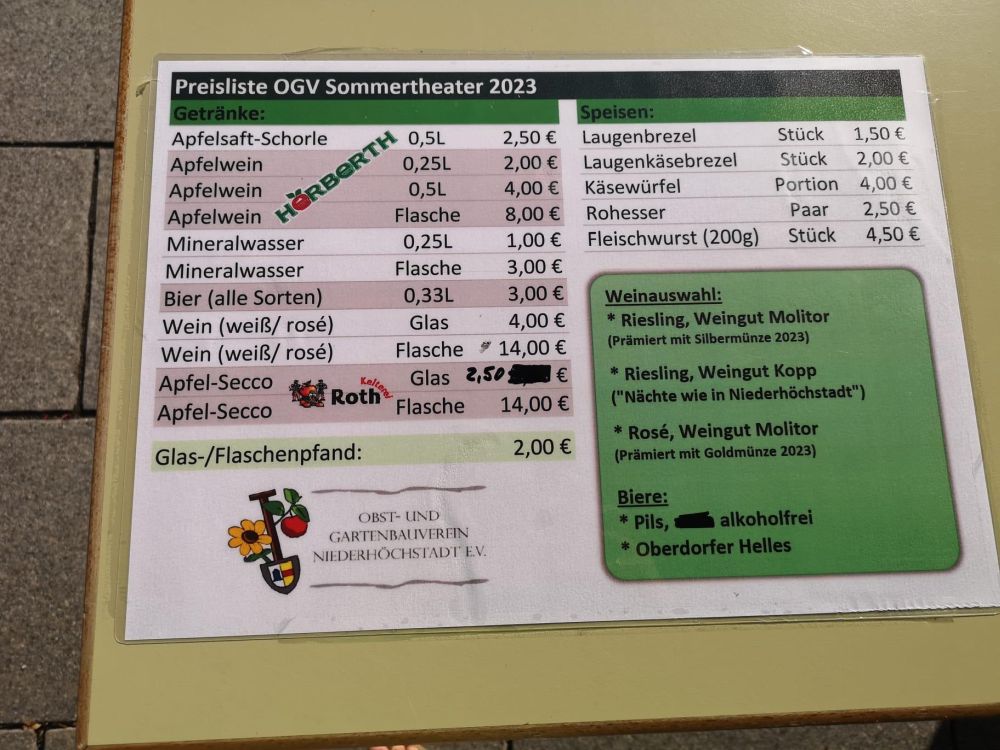 Preisliste OGV Sommertheater 2023
Getränke:
Apfelsaft-Schorle 0,5L 2,50 €
Apfelwein 0,25L 2,00 €
Apfelwein 0,5L 4,00 €
Apfelwein Flasche 8,00 €
HÖRBERTH
Mineralwasser 0,25L 1,00 €
Mineralwasser Flasche 3,00 €
Bier (alle Sorten) 0,33L 3,00 €
Wein (weiß/ rosé) Glas 4,00 €
Wein (weiß/ rosé) Flasche 14,00 €
Apfel-Secco Glas 2,50 €
Apfel-Secco Flasche 14,00 €
Kelterei
Roth
Glas-/Flaschenpfand: 2,00 €
OBST- UND
GARTENBAUVEREIN
NIEDERHÖCHSTADT E.V.
Speisen:
Laugenbrezel Stück 1,50 €
Laugenkäsebrezel Stück 2,00 €
Käsewürfel Portion 4,00 €
Rohesser Paar 2,50 €
Fleischwurst (200g) Stück 4,50 €
Weinauswahl:
* Riesling, Weingut Molitor
(Prämiert mit Silbermünze 2023)
* Riesling, Weingut Kopp
("Nächte wie in Niederhöchstadt")
* Rosé, Weingut Molitor
(Prämiert mit Goldmünze 2023)
Biere:
* Pils, alkoholfrei
* Oberdorfer Helles